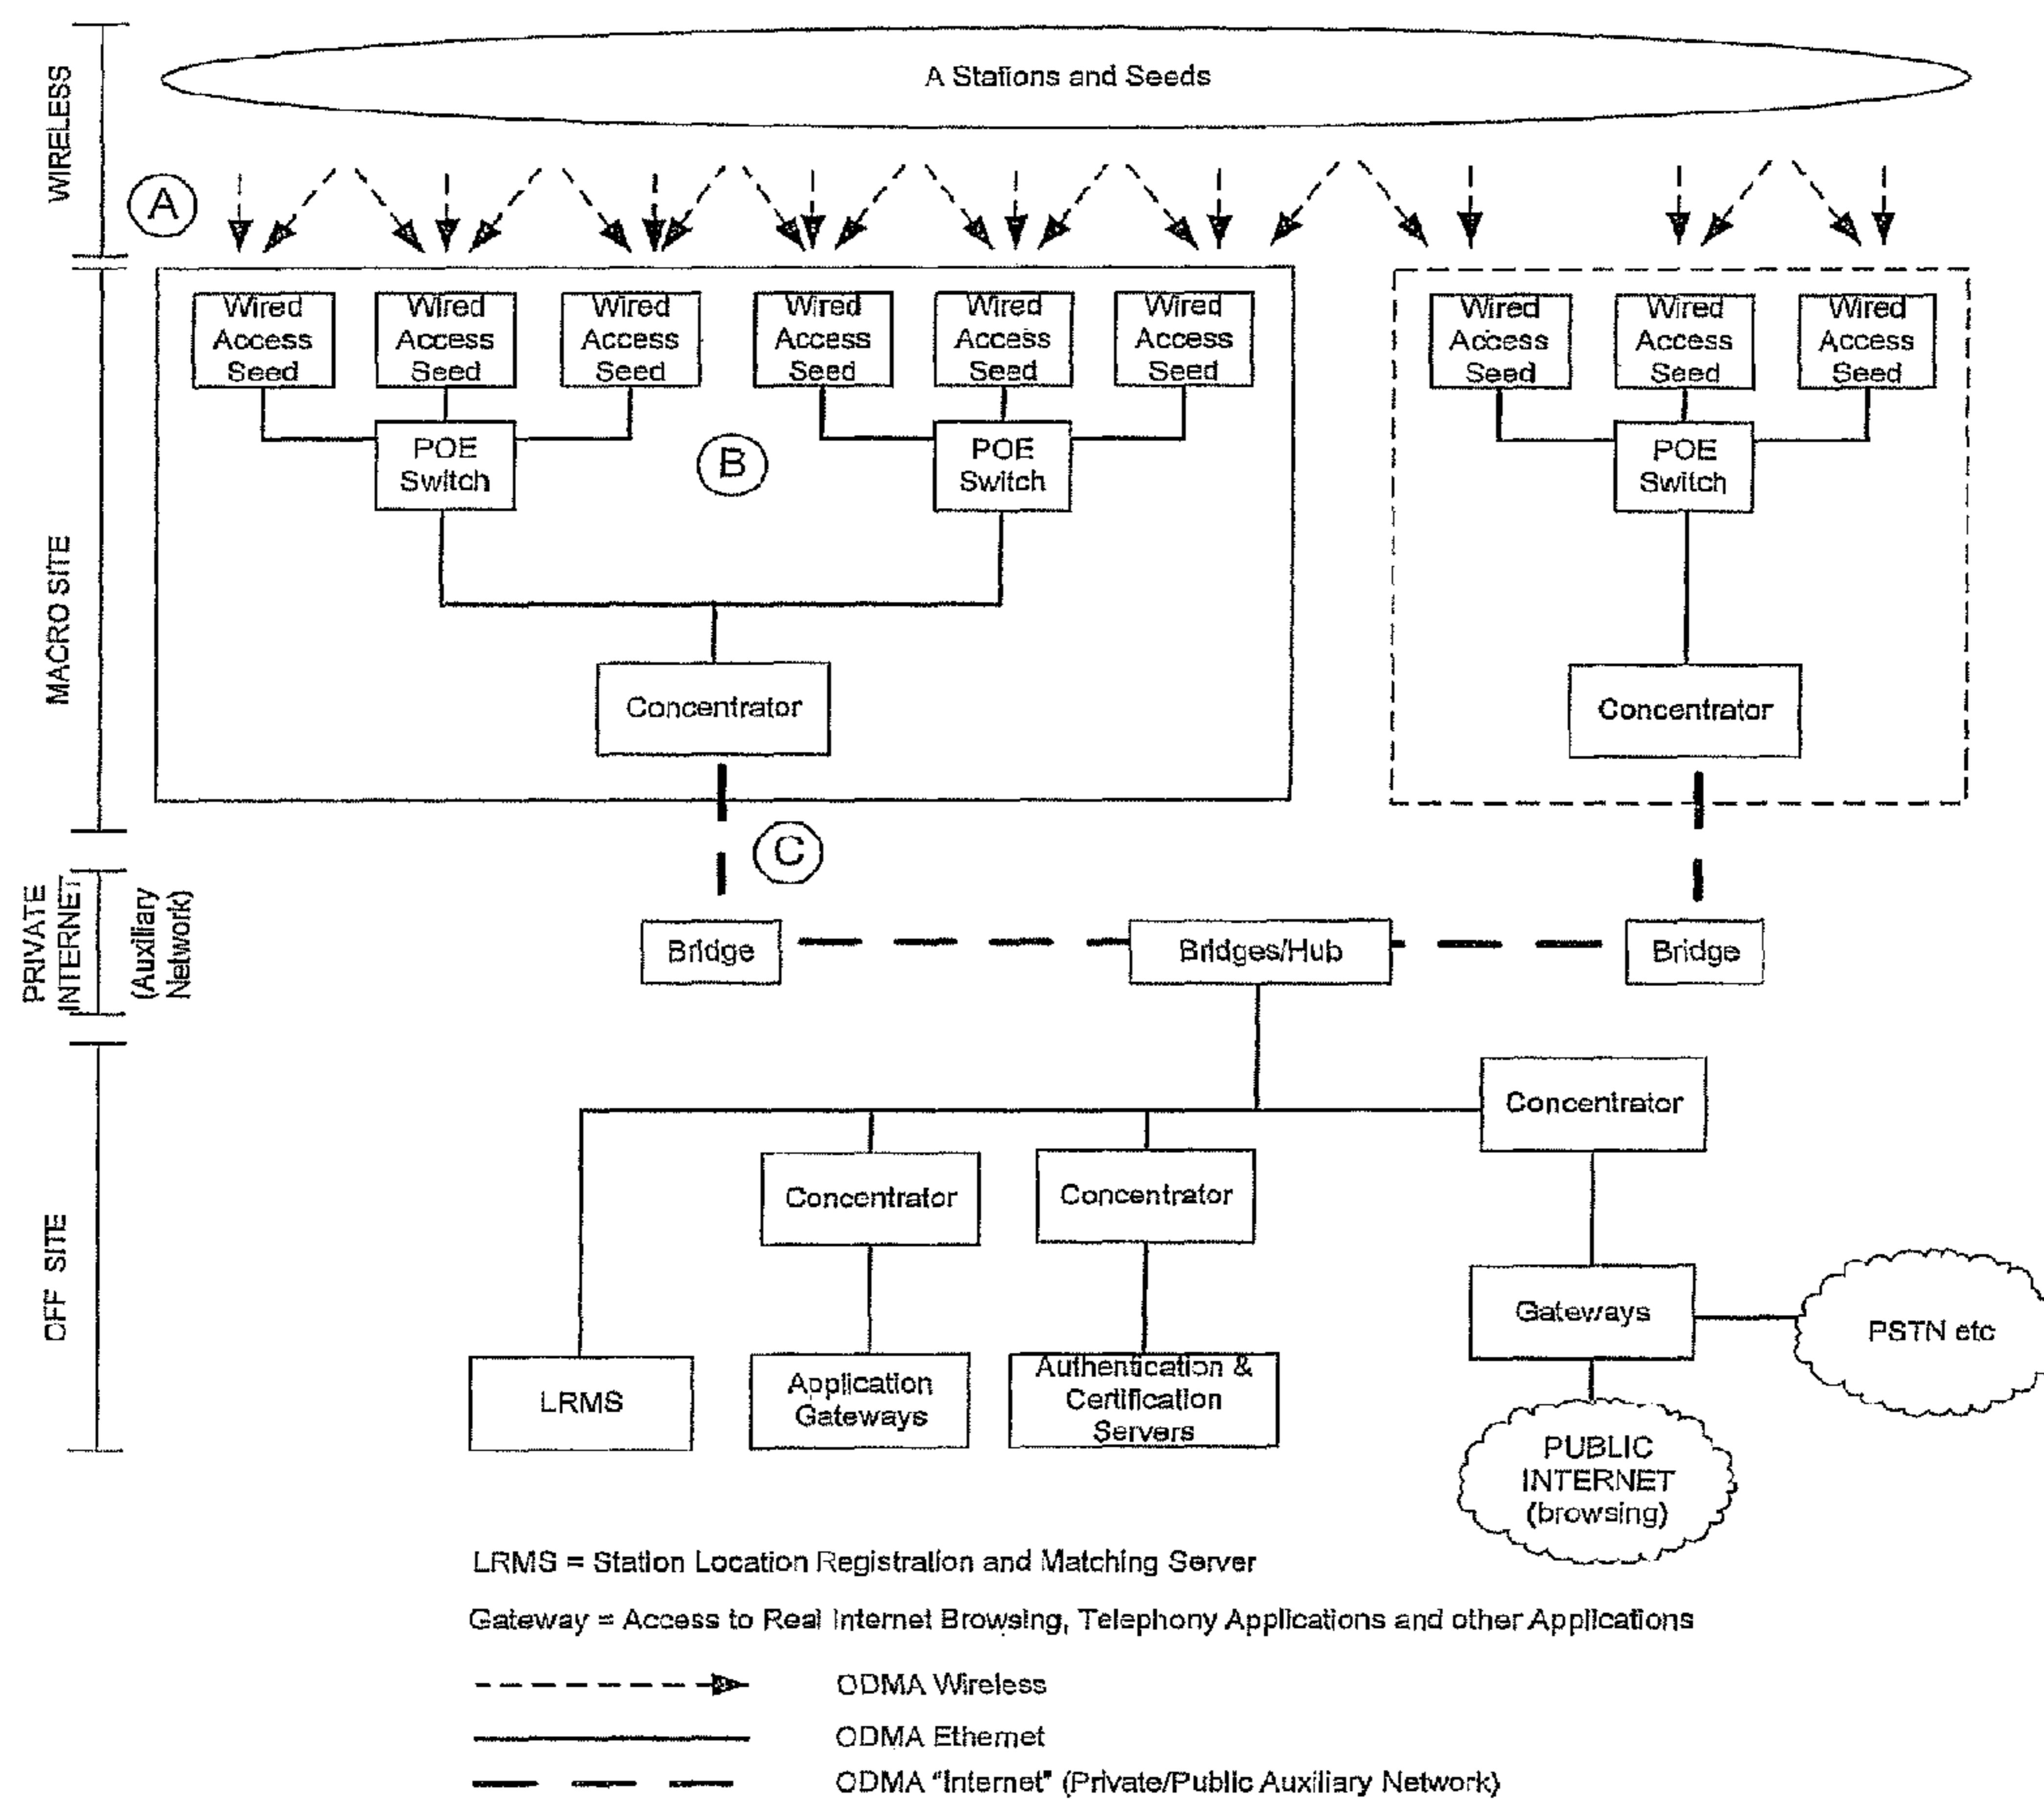 WIRELESS
A Stations and Seeds
A
MACRO SITE
Wired
Access
Seed
Wired
Access
Seed
Wired
Access
Seed
Wired
Access
Seed
Wired
Access
Seed
Wired
Access
Seed
Wired
Access
Seed
Wired
Access
Seed
Wired
Access
Seed
POE
Switch
B
POE
Switch
POE
Switch
Concentrator
Concentrator
C
PRIVATE
INTERNET
(Auxiliary
Network)
Bridge
Bridges/Hub
Bridge
OFF SITE
Concentrator
Concentrator
Concentrator
Gateways
PSTN etc
LRMS
Application
Gateways
Authentication &
Certification
Servers
PUBLIC
INTERNET
(browsing)
LRMS = Station Location Registration and Matching Server
Gateway = Access to Real Internet Browsing, Telephony Applications and other Applications
ODMA Wireless
ODMA Ethernet
ODMA "Internet" (Private/Public Auxiliary Network)